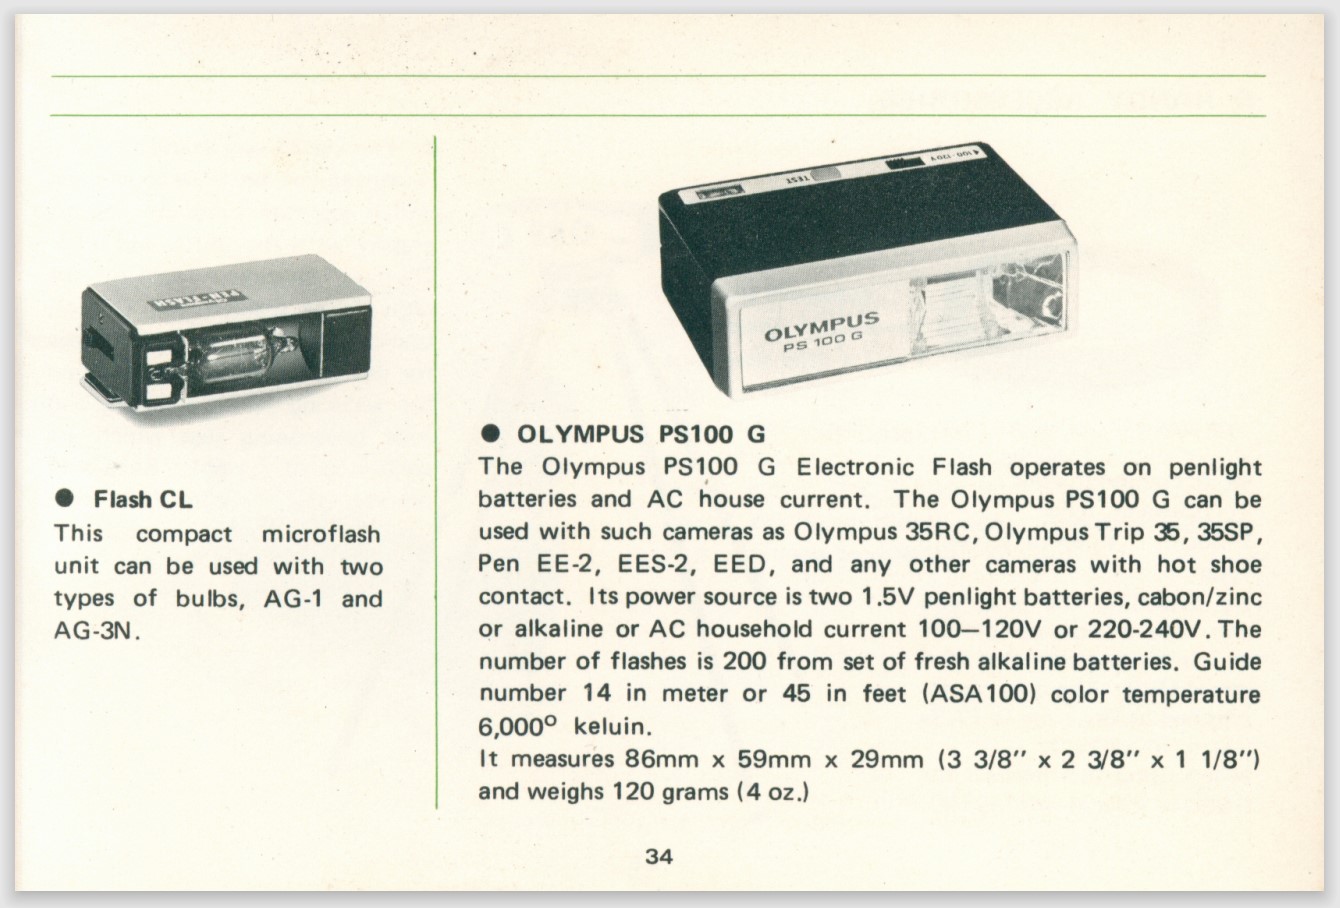 PEN-FLASH
● Flash CL
This compact microflash
unit can be used with two
types of bulbs, AG-1 and
AG-3N.
100-120V
TEST
OLYMPUS
PS 100 G
● OLYMPUS PS100 G
The Olympus PS100 G Electronic Flash operates on penlight
batteries and AC house current. The Olympus PS100 G can be
used with such cameras as Olympus 35RC, Olympus Trip 35, 35SP,
Pen EE-2, EES-2, EED, and any other cameras with hot shoe
contact. Its power source is two 1.5V penlight batteries, cabon/zinc
or alkaline or AC household current 100—120V or 220-240V. The
number of flashes is 200 from set of fresh alkaline batteries. Guide
number 14 in meter or 45 in feet (ASA100) color temperature
6,000° keluin.
It measures 86mm x 59mm x 29mm (3 3/8" x 2 3/8" x 1 1/8")
and weighs 120 grams (4 oz.)
34